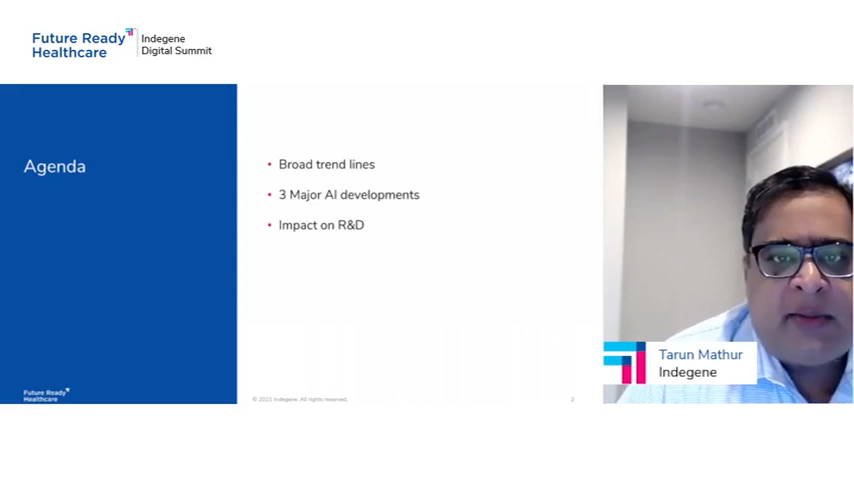 Future Ready
Healthcare
Indegene
Digital Summit
Agenda
• Broad trend lines
• 3 Major AI developments
• Impact on R&D
Tarun Mathur
Indegene
Future Ready
Healthcare
© 2021 Indegene. All rights reserved.
2